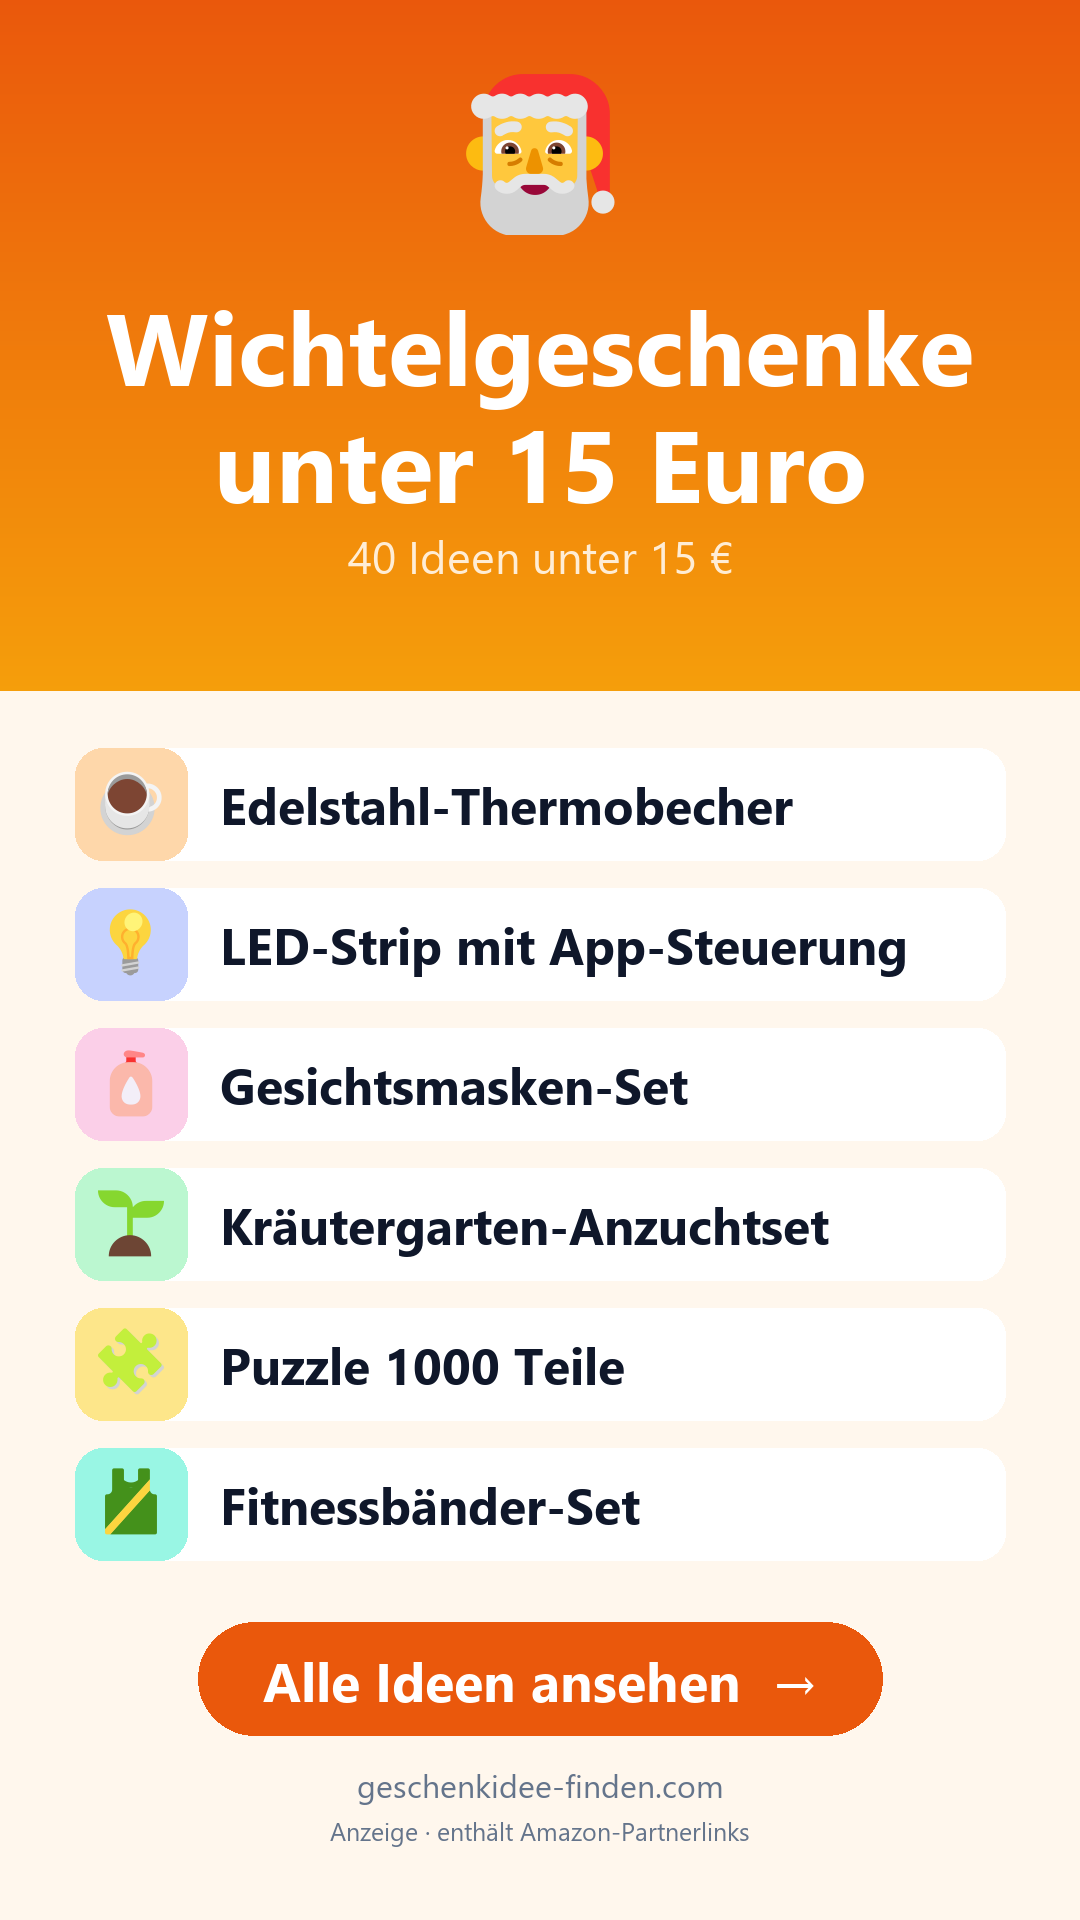 Wichtelgeschenke
unter 15 Euro
40 Ideen unter 15 €
Edelstahl-Thermobecher
LED-Strip mit App-Steuerung
Gesichtsmasken-Set
Kräutergarten-Anzuchtset
Puzzle 1000 Teile
Fitnessbänder-Set
Alle Ideen ansehen →
geschenkidee-finden.com
Anzeige · enthält Amazon-Partnerlinks